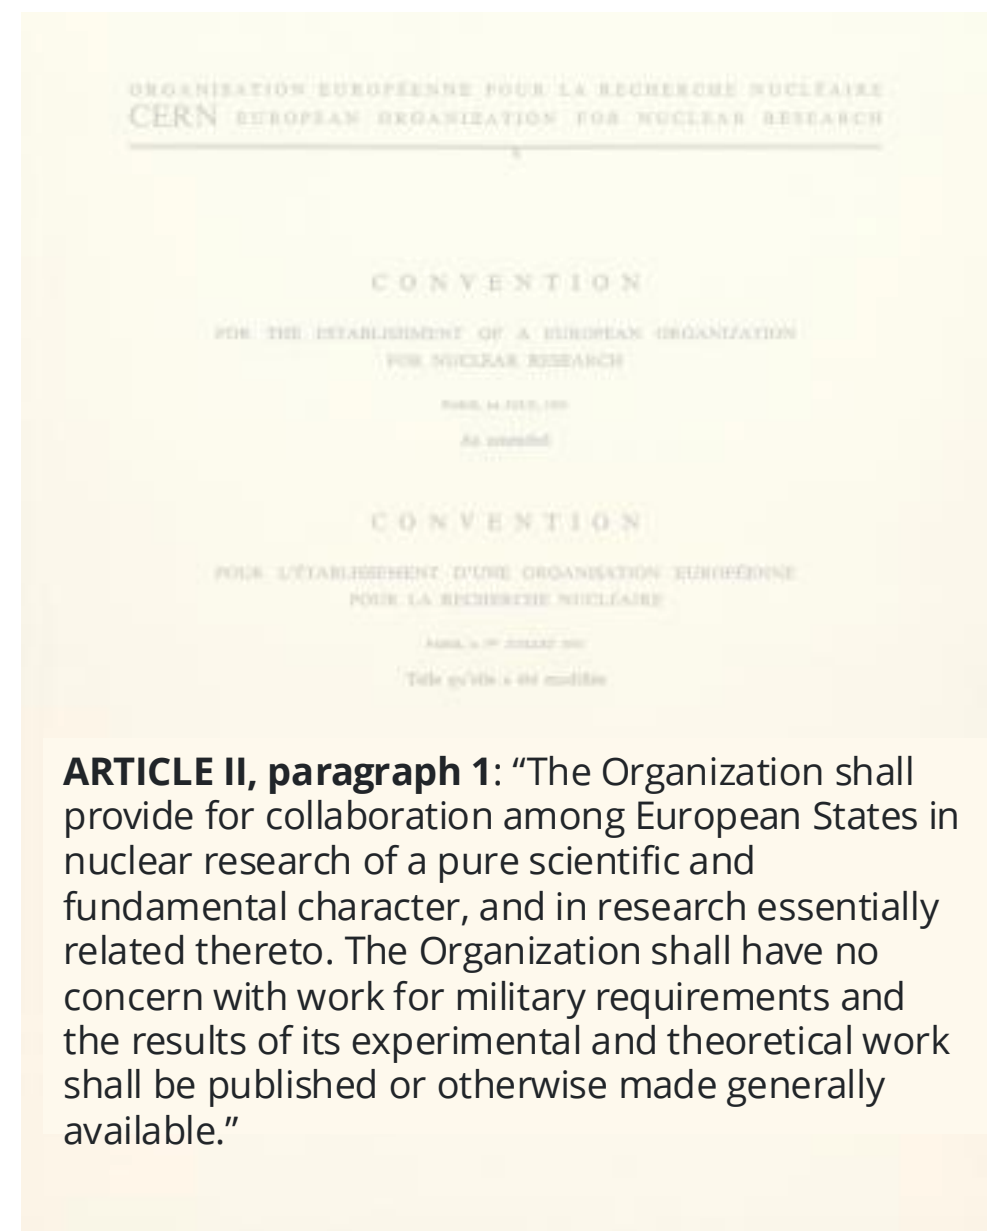 ORGANISATION EUROPÉENNE POUR LA RECHERCHE NUCLÉAIRE
CERN EUROPEAN ORGANIZATION FOR NUCLEAR RESEARCH
CONVENTION
FOR THE ESTABLISHMENT OF A EUROPEAN ORGANIZATION
FOR NUCLEAR RESEARCH
PARIS,
As amended
CONVENTION
POUR L'ÉTABLISSEMENT D'UNE ORGANISATION EUROPÉENNE
POUR LA RECHERCHE NUCLÉAIRE
PARIS, JUILLET
Telle qu'elle a été modifiée
ARTICLE II, paragraph 1: “The Organization shall
provide for collaboration among European States in
nuclear research of a pure scientific and
fundamental character, and in research essentially
related thereto. The Organization shall have no
concern with work for military requirements and
the results of its experimental and theoretical work
shall be published or otherwise made generally
available.”